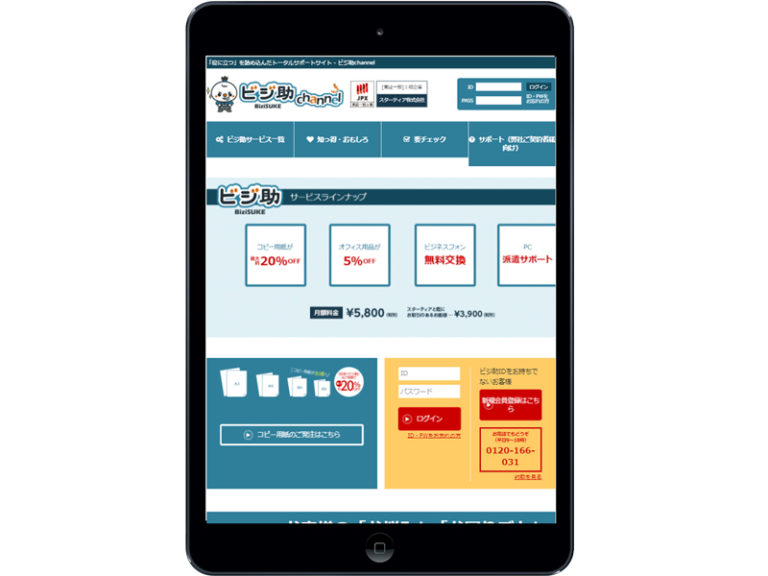 「役に立つ」を詰め込んだトータルサポートサイト - ビジ助channel
ビジ助 channel
BiziSUKE
JPX
スターティア株式会社
ID
PASS
ログイン
ID・PWを
お忘れの方
ビジ助サービス一覧
知っ得・おもしろ
要チェック
サポート(弊社ご契約者様
向け)
ビジ助
BiziSUKE
サービスラインナップ
コピー用紙が
最大約20%OFF
オフィス用品が
5%OFF
ビジネスフォン
無料交換
PC
派遣サポート
月額料金 ¥5,800 (税別)
スターティアと既に
お取引のあるお客様 … ¥3,900 (税別)
20%
OFF
コピー用紙のご発注はこちら
ID
パスワード
ログイン
ID・PWをお忘れの方
ビジ助IDをお持ちで
ないお客様
新規会員登録はこち
ら
お電話でもどうぞ
(平日9～18時)
0120-166-
031